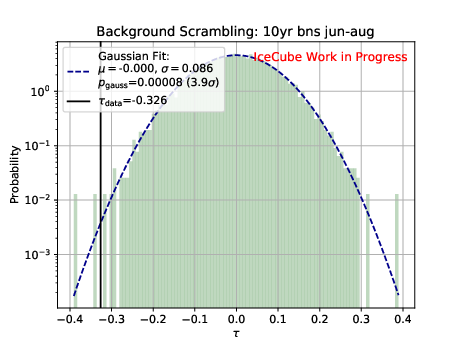 Background Scrambling: 10yr bns jun-aug
Gaussian Fit:
μ = -0.000, σ = 0.086
p_gauss=0.00008 (3.9σ)
τ_data=-0.326
IceCube Work in Progress
Probability
10⁰
10⁻¹
10⁻²
10⁻³
−0.4 −0.3 −0.2 −0.1 0.0 0.1 0.2 0.3 0.4
τ